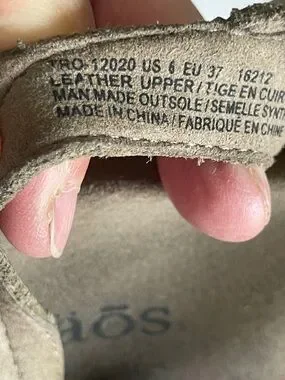 TRO-12020 US 6 EU 37 16212
LEATHER UPPER/TIGE EN CUIR
MAN MADE OUTSOLE/SEMELLE SYNT
MADE IN CHINA/FABRIQUÉ EN CHINE
aōs